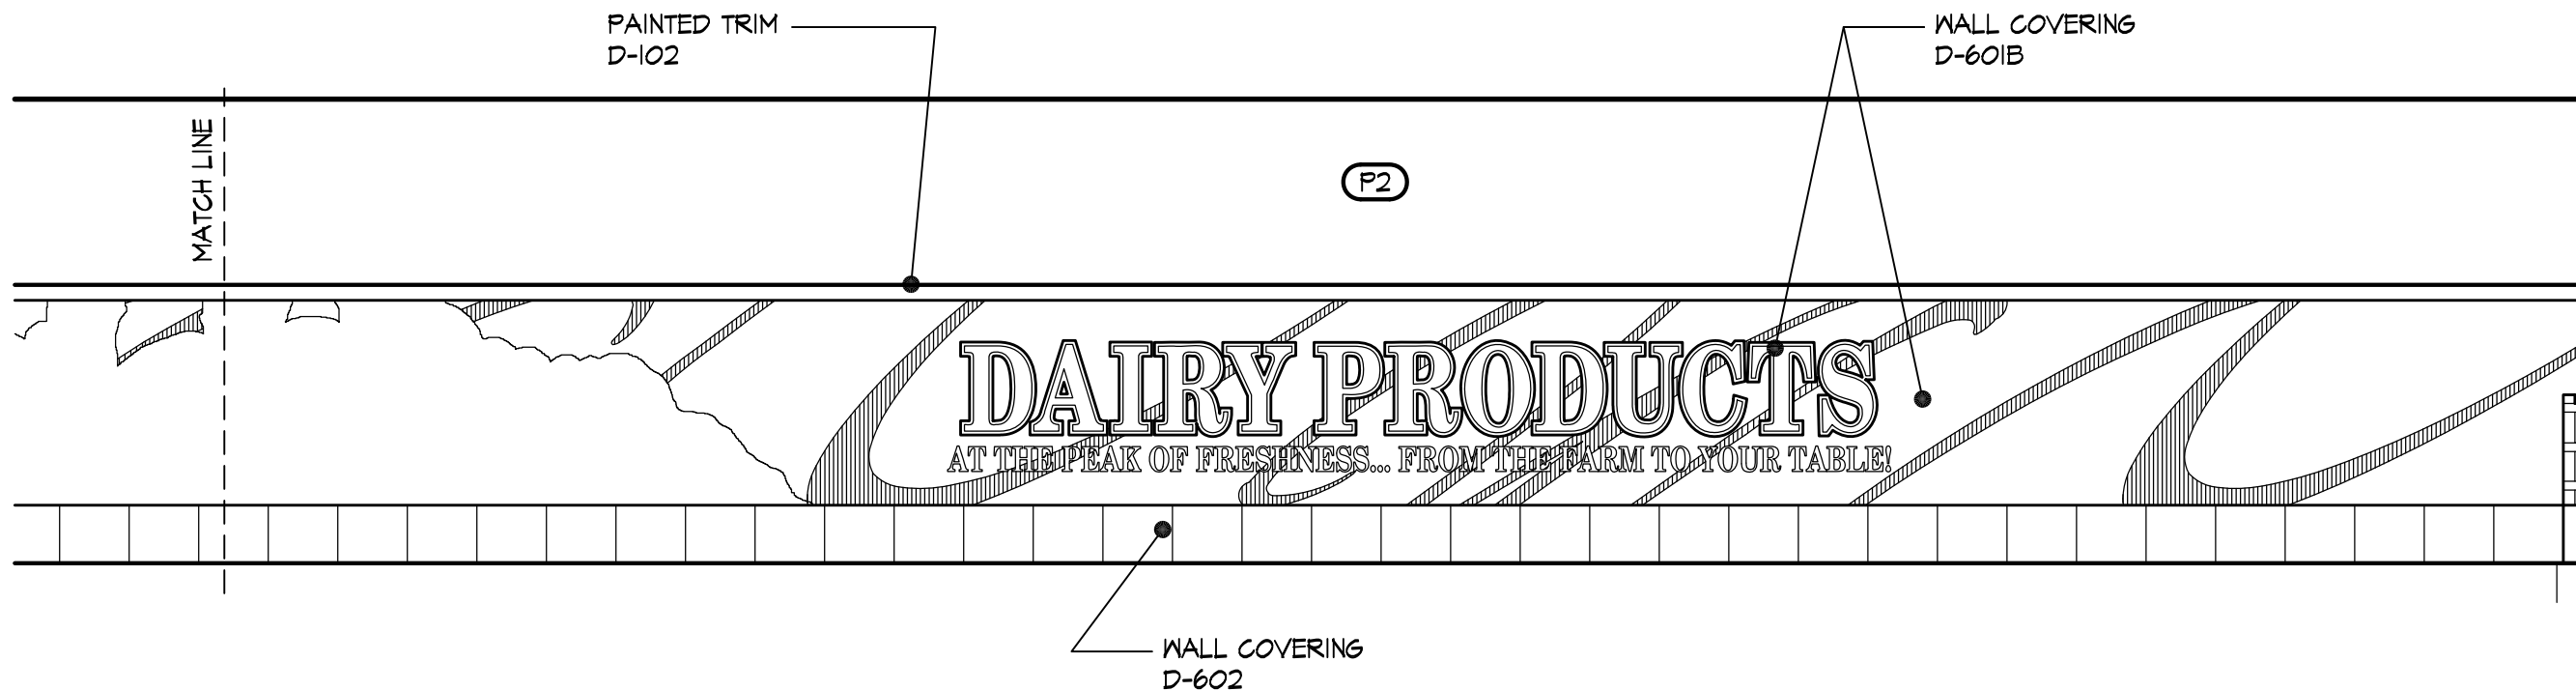 PAINTED TRIM
D-102
WALL COVERING
D-601B
MATCH LINE
P2
DAIRY PRODUCTS
AT THE PEAK OF FRESHNESS... FROM THE FARM TO YOUR TABLE!
WALL COVERING
D-602